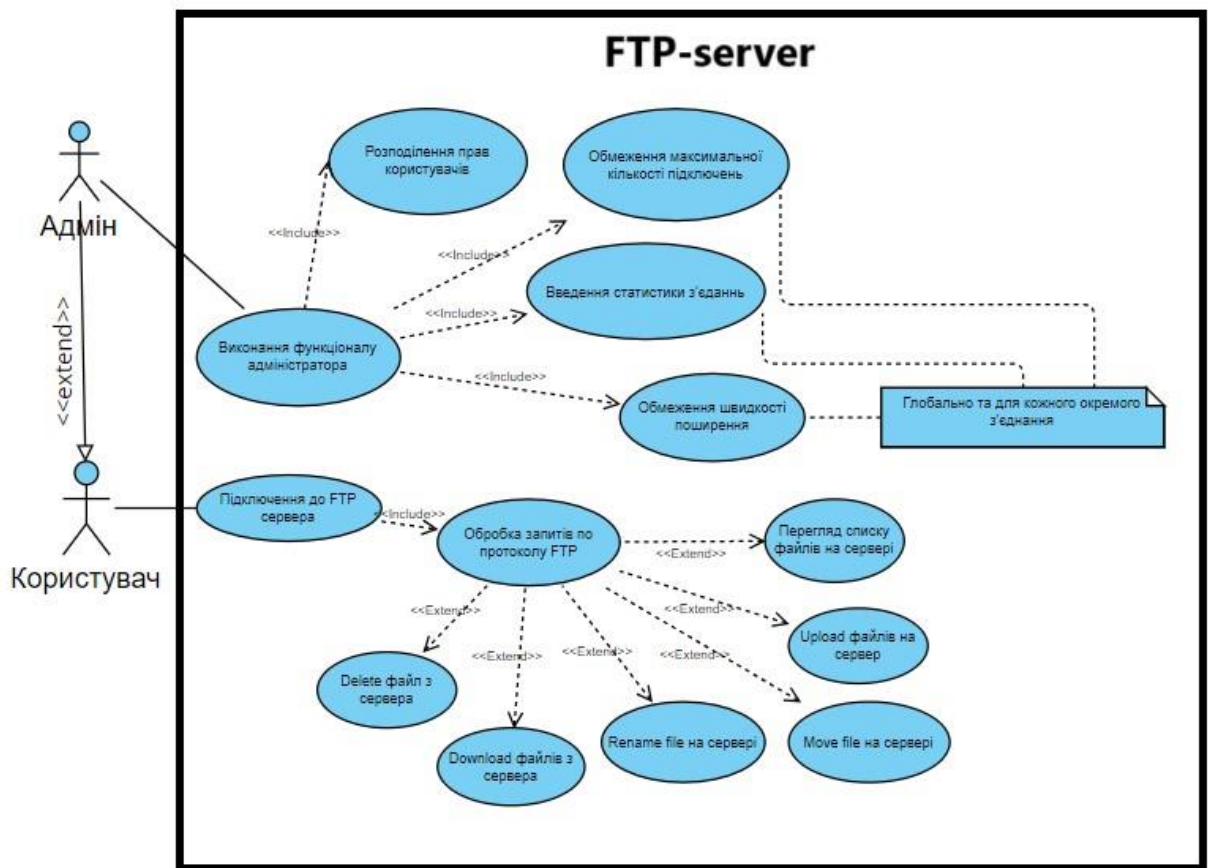 FTP-server
Розподілення прав
користувачів
Обмеження максимальної
кількості підключень
Адмін
<<Include>>
<<Include>>
Введення статистики з'єданнь
<<Include>>
Виконання функціоналу
адміністратора
<<extend>>
<<Include>>
Обмеження швидкості
поширення
Глобально та для кожного окремого
з'єднання
Підключення до FTP
сервера
<<Include>>
Обробка запитів по
протоколу FTP
Перегляд списку
файлів на сервері
<<Extend>>
Користувач
<<Extend>>
<<Extend>>
Upload файлів на
сервер
<<Extend>>
<<Extend>>
<<Extend>>
Delete файл з
сервера
Download файлів з
сервера
Rename file на сервері
Move file на сервері